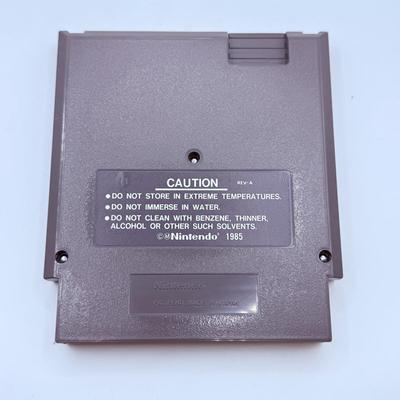 CAUTION REV-A
●DO NOT STORE IN EXTREME TEMPERATURES.
●DO NOT IMMERSE IN WATER.
●DO NOT CLEAN WITH BENZENE, THINNER,
ALCOHOL OR OTHER SUCH SOLVENTS.
©Ⓜ Nintendo 1985
Nintendo